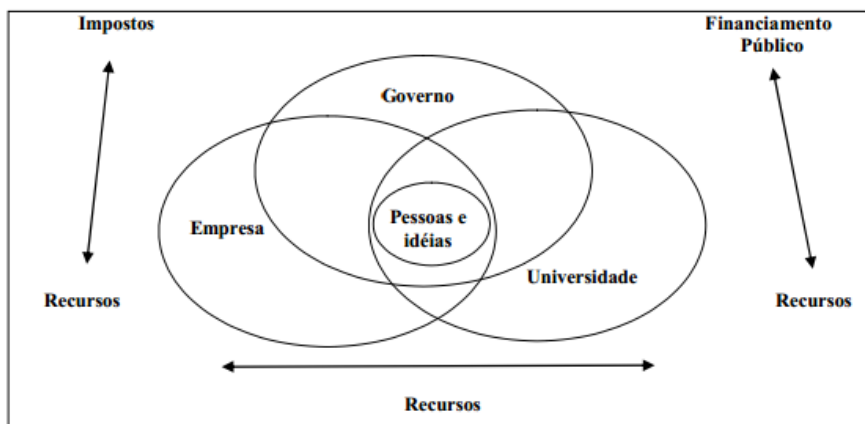 Impostos
Financiamento
Público
Governo
Empresa
Pessoas e
idéias
Universidade
Recursos
Recursos
Recursos